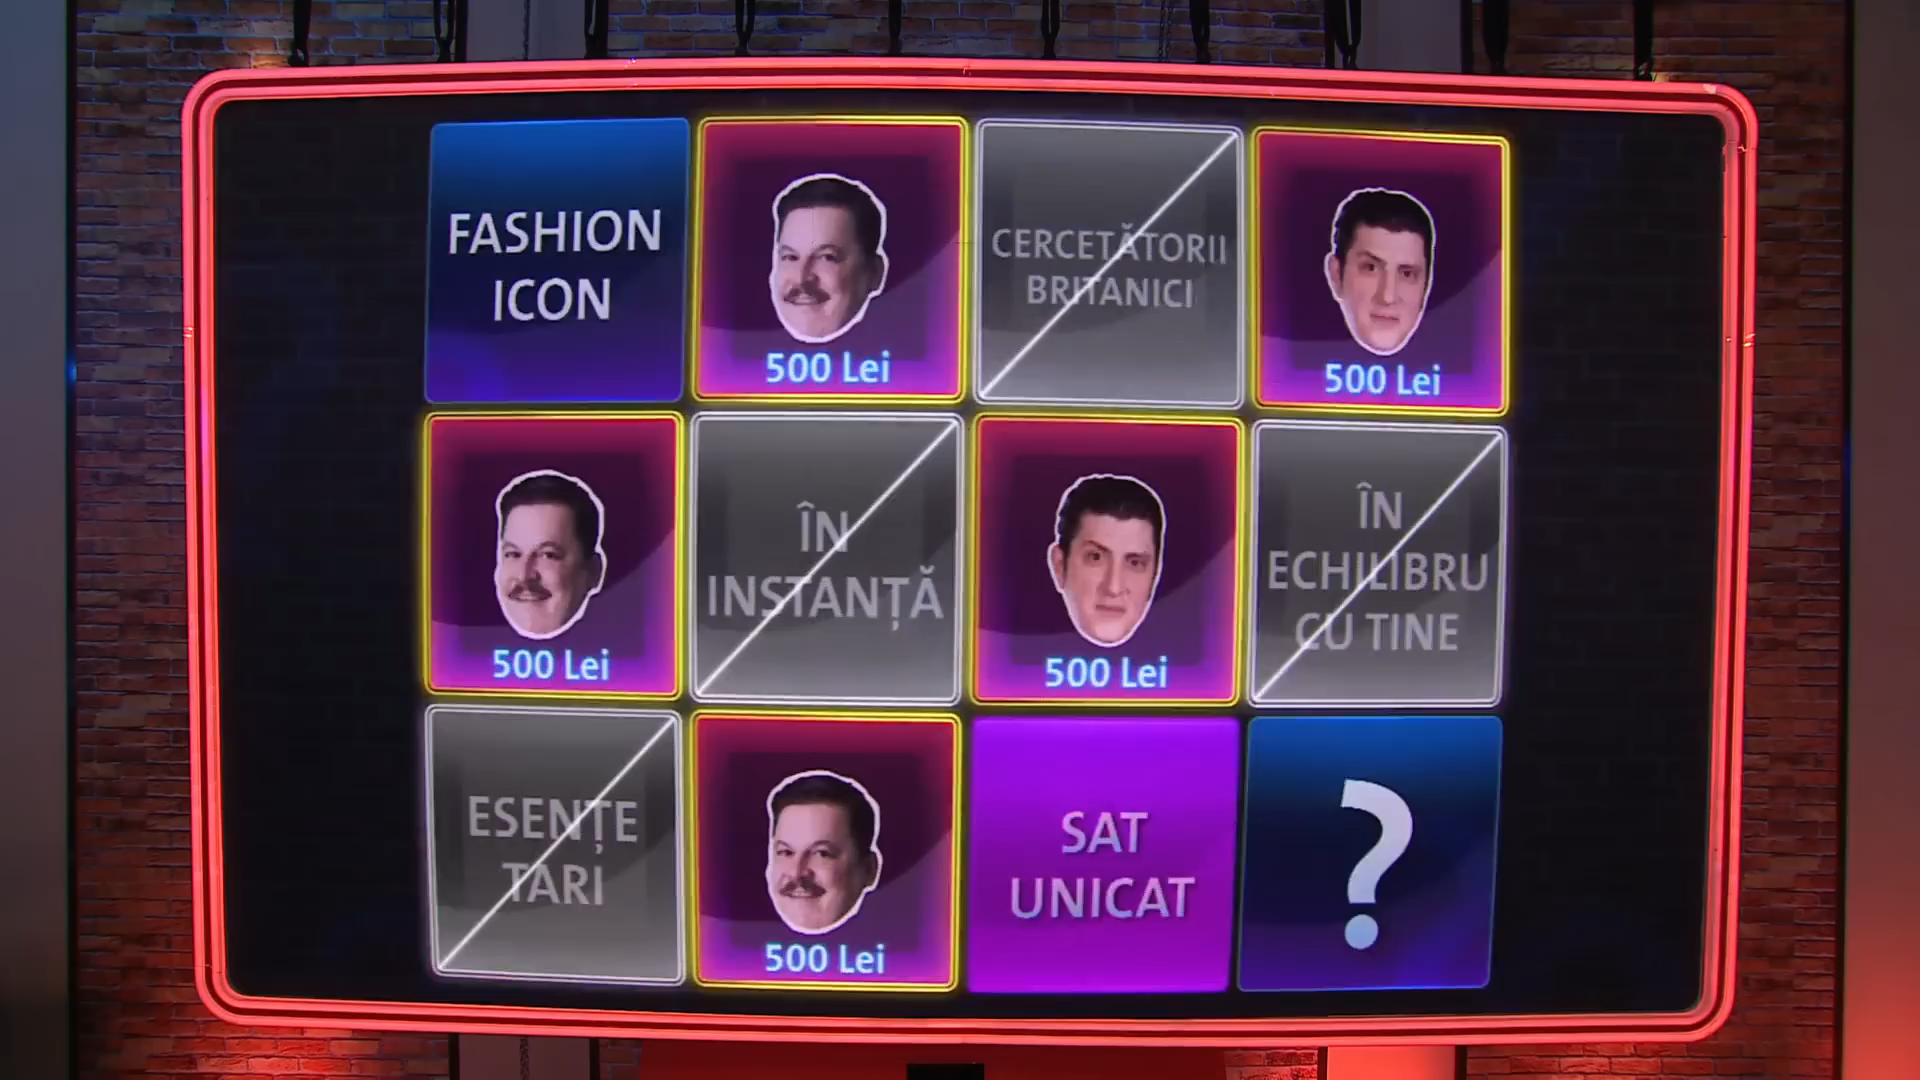 FASHION
ICON
500 Lei
CERCETĂTORII
BRITANICI
500 Lei
500 Lei
ÎN
INSTANȚĂ
500 Lei
ÎN
ECHILIBRU
CU TINE
ESENȚE
TARI
500 Lei
SAT
UNICAT
?